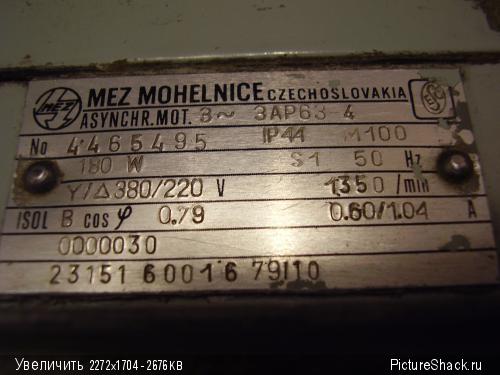 MEZ MEZ MOHELNICE CZECHOSLOVAKIA
ASYNCHR. MOT. 3~ 3AP63 4
No 4465495 IP44 M100
180 W S1 50 Hz
Y/△ 380/220 V 1350 /min
ISOL B cos φ 0.79 0.60/1.04 A
0000030
23151 60016 79110
Увеличить 2272x1704 - 2676KB PictureShack.ru